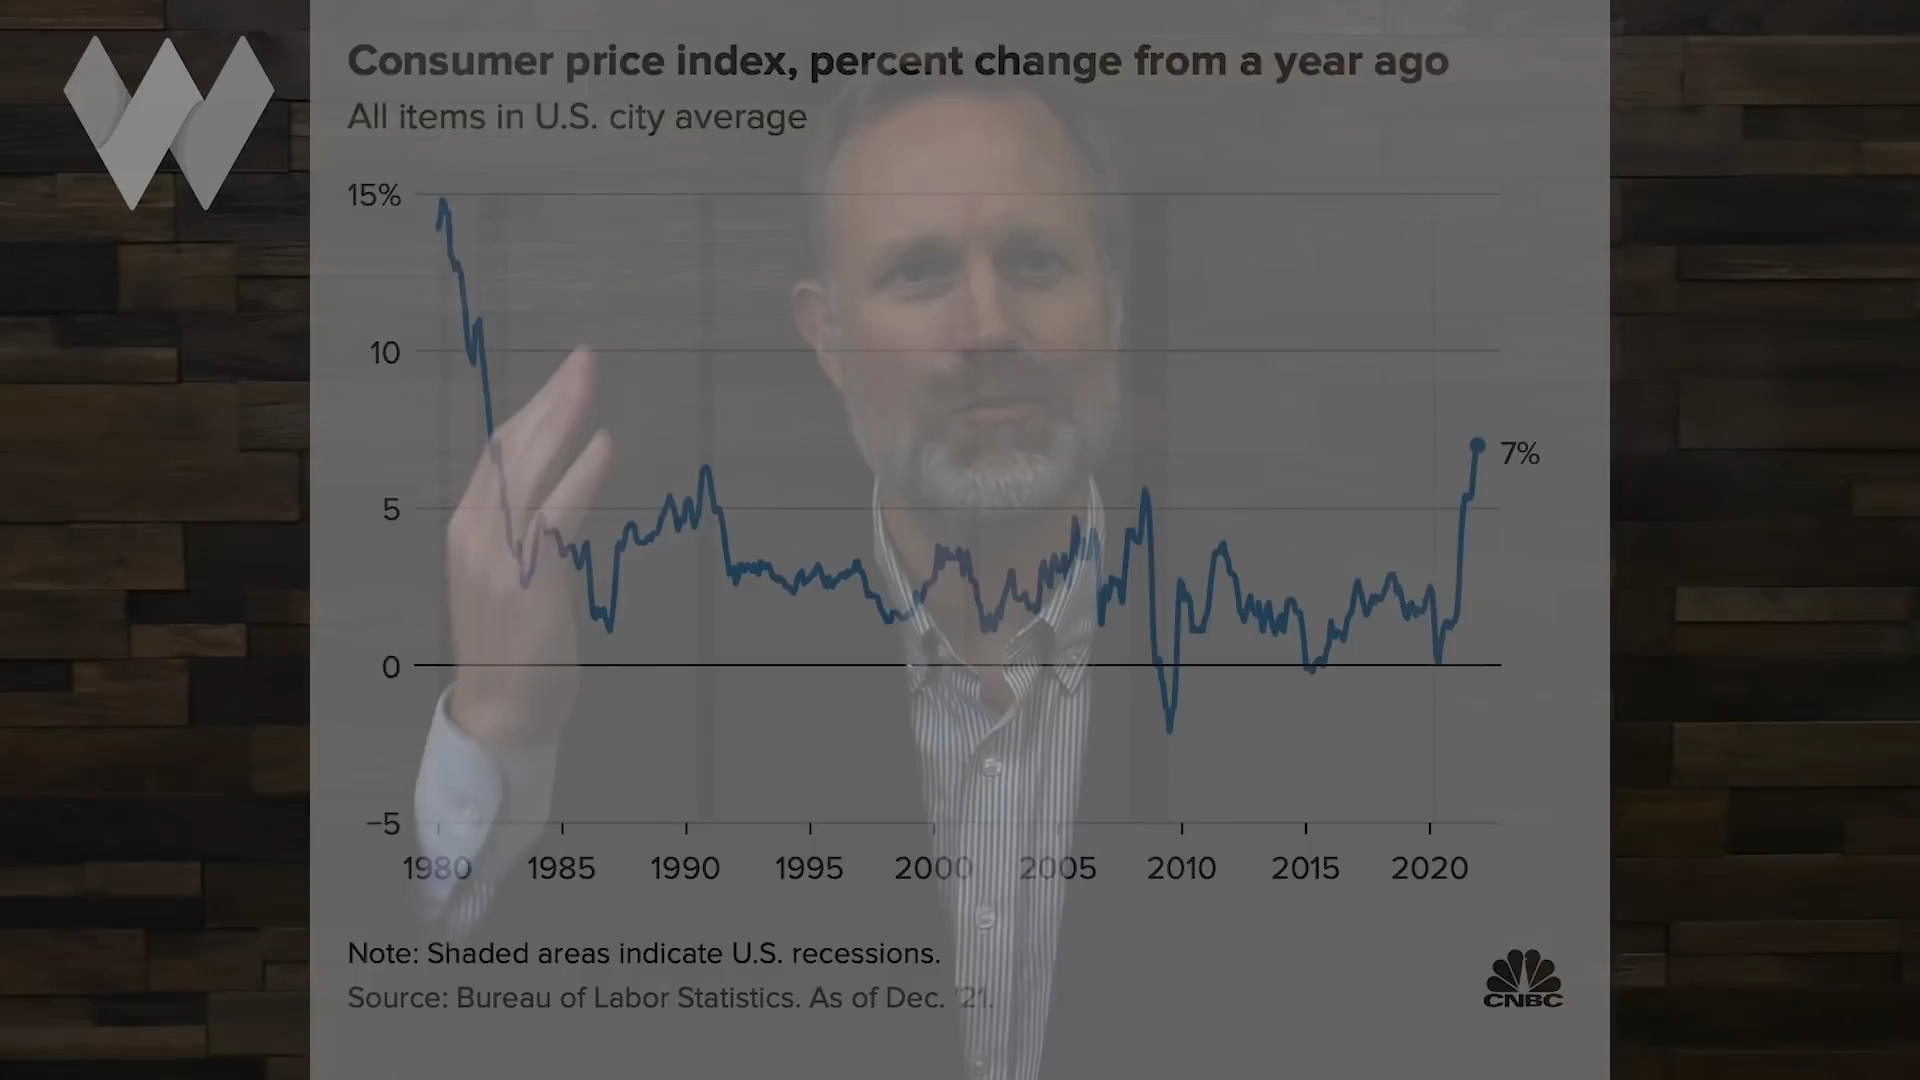 Consumer price index, percent change from a year ago
All items in U.S. city average
15%
10
5
0
−5
7%
1980 1985 1990 1995 2000 2005 2010 2015 2020
Note: Shaded areas indicate U.S. recessions.
Source: Bureau of Labor Statistics. As of Dec. '21.
CNBC